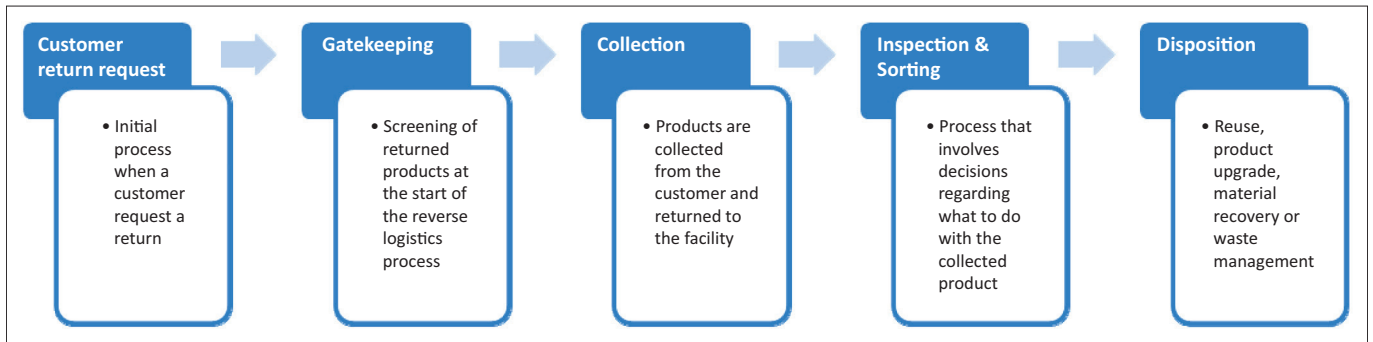 Customer
return request
• Initial
process
when a
customer
request a
return
Gatekeeping
• Screening of
returned
products at
the start of
the reverse
logistics
process
Collection
• Products are
collected
from the
customer and
returned to
the facility
Inspection &
Sorting
• Process that
involves
decisions
regarding
what to do
with the
collected
product
Disposition
• Reuse,
product
upgrade,
material
recovery or
waste
management